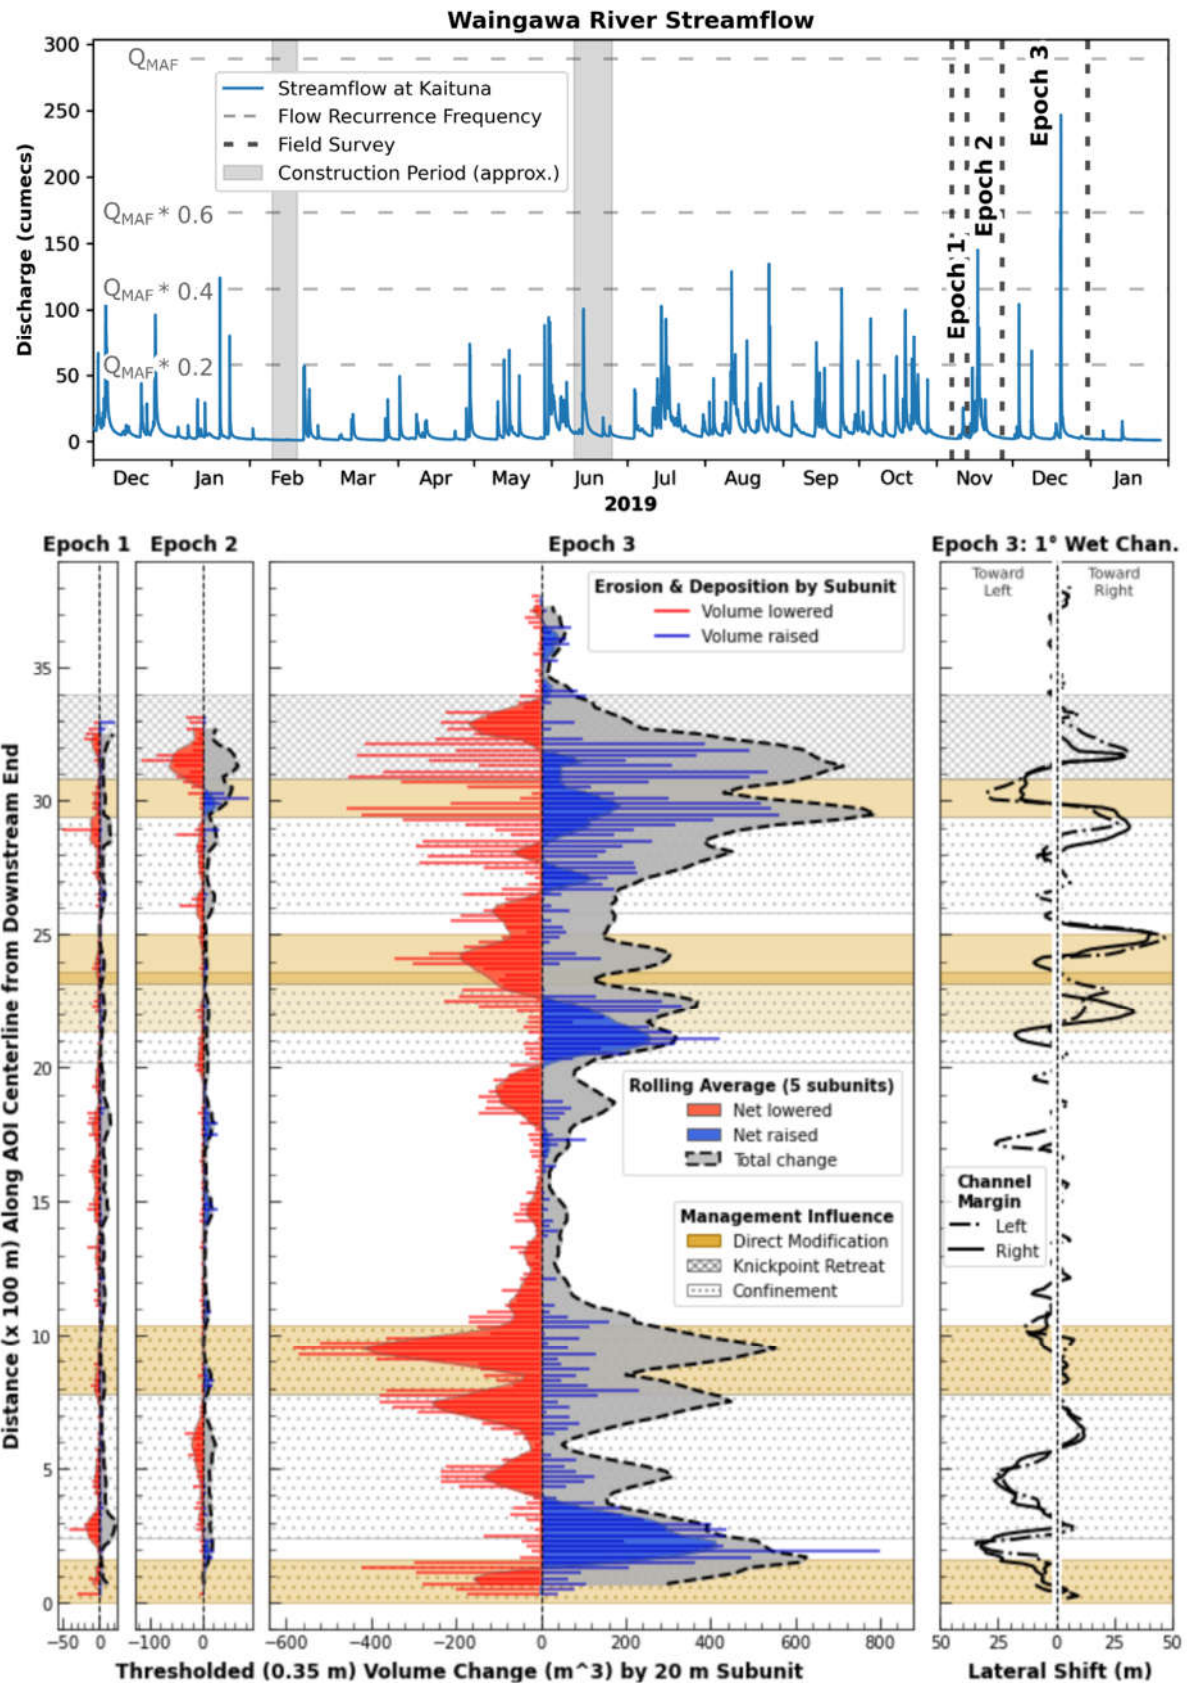 Waingawa River Streamflow
Discharge (cumecs)
300
250
200
150
100
50
0
Q_MAF
Q_MAF * 0.6
Q_MAF * 0.4
Q_MAF * 0.2
Streamflow at Kaituna
Flow Recurrence Frequency
Field Survey
Construction Period (approx.)
Epoch 1
Epoch 2
Epoch 3
Dec Jan Feb Mar Apr May Jun Jul Aug Sep Oct Nov Dec Jan
2019
Epoch 1 Epoch 2 Epoch 3 Epoch 3: 1° Wet Chan.
Distance (x 100 m) Along AOI Centerline from Downstream End
35
30
25
20
15
10
5
0
Erosion & Deposition by Subunit
Volume lowered
Volume raised
Rolling Average (5 subunits)
Net lowered
Net raised
Total change
Management Influence
Direct Modification
Knickpoint Retreat
Confinement
Toward
Left
Toward
Right
Channel
Margin
Left
Right
−50 0
−100 0
−600 −400 −200 0 200 400 600 800
50 0 50
Thresholded (0.35 m) Volume Change (m^3) by 20 m Subunit
Lateral Shift (m)